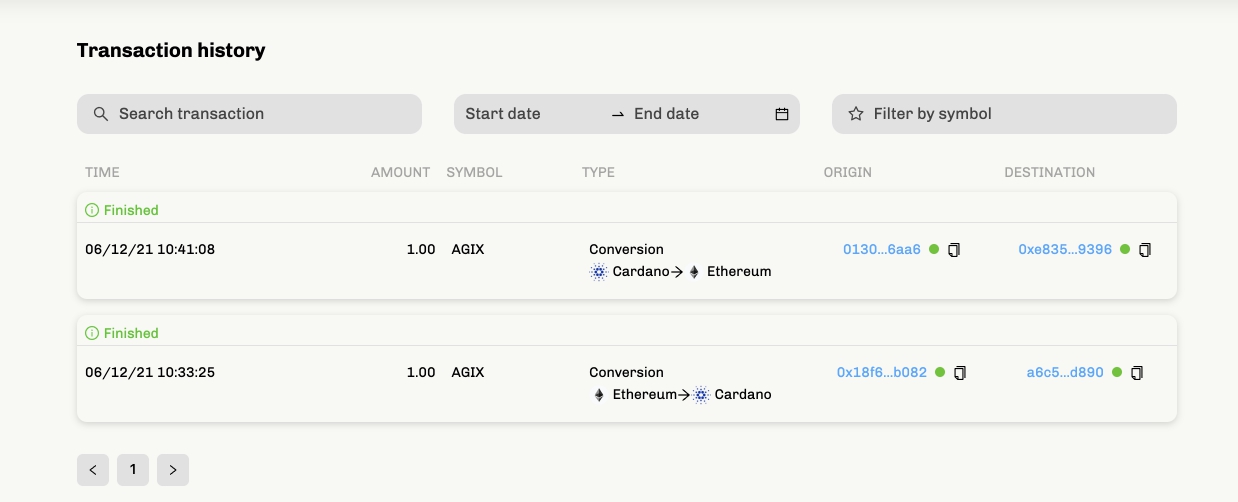 Transaction history
Search transaction
Start date → End date
Filter by symbol
TIME AMOUNT SYMBOL TYPE ORIGIN DESTINATION
Finished
06/12/21 10:41:08 1.00 AGIX Conversion 0130...6aa6 0xe835...9396
Cardano→ Ethereum
Finished
06/12/21 10:33:25 1.00 AGIX Conversion 0x18f6...b082 a6c5...d890
Ethereum→ Cardano
< 1 >